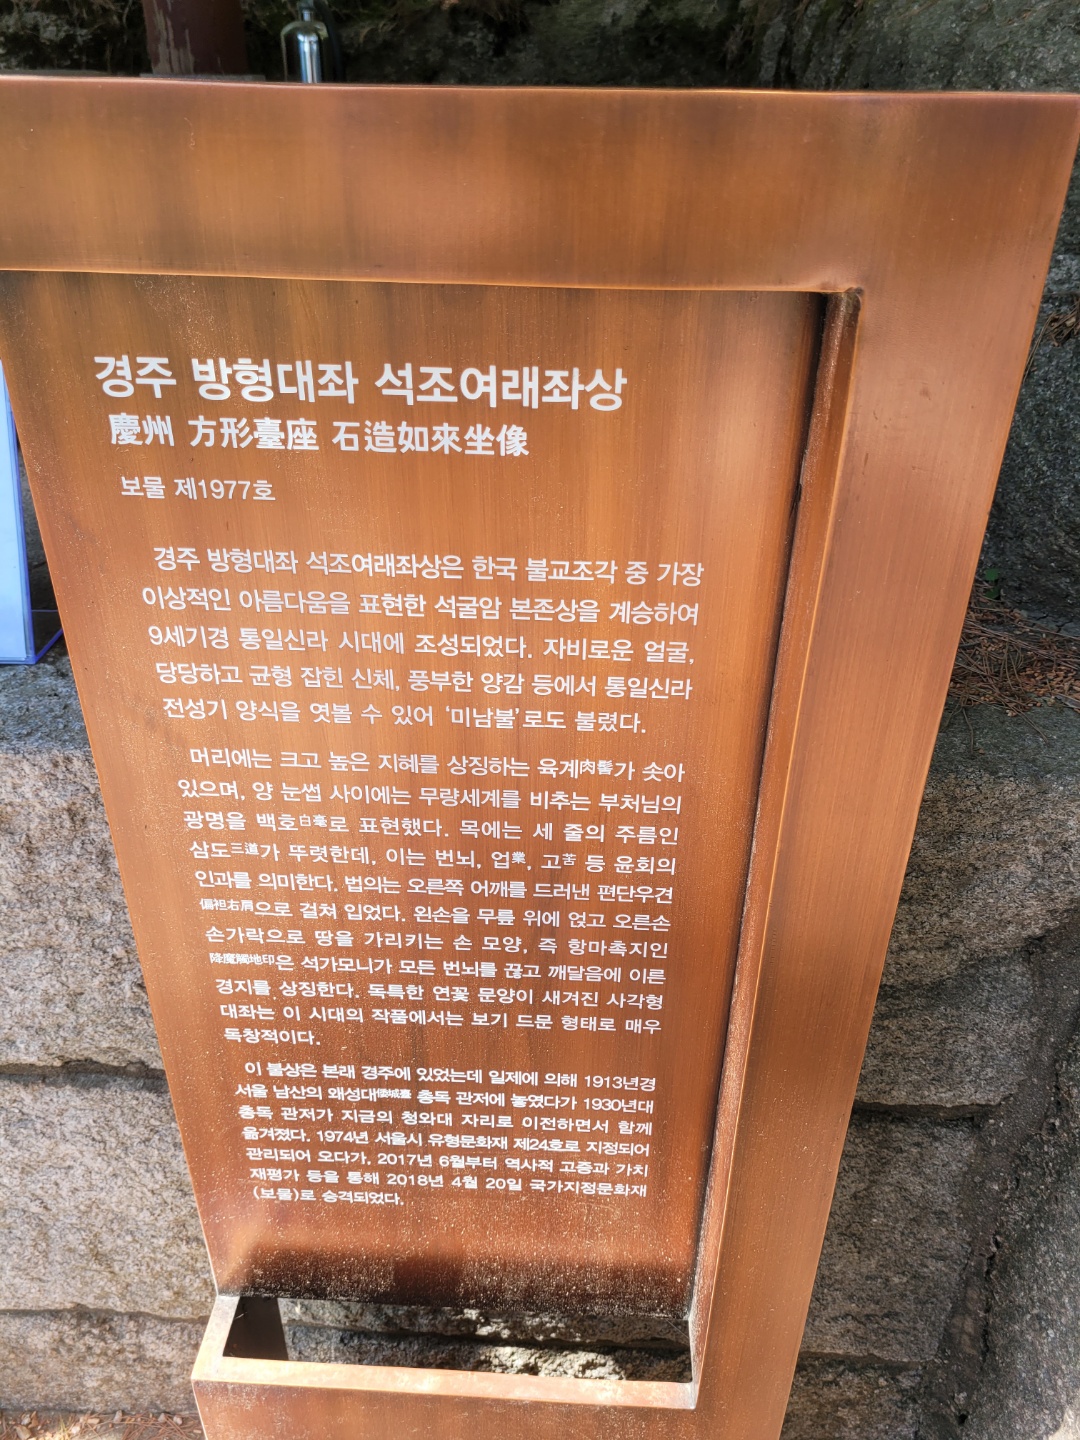 경주 방형대좌 석조여래좌상
慶州 方形臺座 石造如來坐像
보물 제1977호
경주 방형대좌 석조여래좌상은 한국 불교조각 중 가장
이상적인 아름다움을 표현한 석굴암 본존상을 계승하여
9세기경 통일신라 시대에 조성되었다. 자비로운 얼굴,
당당하고 균형 잡힌 신체, 풍부한 양감 등에서 통일신라
전성기 양식을 엿볼 수 있어 '미남불'로도 불렸다.
머리에는 크고 높은 지혜를 상징하는 육계肉髻가 솟아
있으며, 양 눈썹 사이에는 무량세계를 비추는 부처님의
광명을 백호白毫로 표현했다. 목에는 세 줄의 주름인
삼도三道가 뚜렷한데, 이는 번뇌, 업業, 고苦 등 윤회의
인과를 의미한다. 법의는 오른쪽 어깨를 드러낸 편단우견
偏袒右肩으로 걸쳐 입었다. 왼손을 무릎 위에 얹고 오른손
손가락으로 땅을 가리키는 손 모양, 즉 항마촉지인
降魔觸地印은 석가모니가 모든 번뇌를 끊고 깨달음에 이른
경지를 상징한다. 독특한 연꽃 문양이 새겨진 사각형
대좌는 이 시대의 작품에서는 보기 드문 형태로 매우
독창적이다.
이 불상은 본래 경주에 있었는데 일제에 의해 1913년경
서울 남산의 왜성대倭城臺 총독 관저에 놓였다가 1930년대
총독 관저가 지금의 청와대 자리로 이전하면서 함께
옮겨졌다. 1974년 서울시 유형문화재 제24호로 지정되어
관리되어 오다가, 2017년 6월부터 역사적 고증과 가치
재평가 등을 통해 2018년 4월 20일 국가지정문화재
(보물)로 승격되었다.